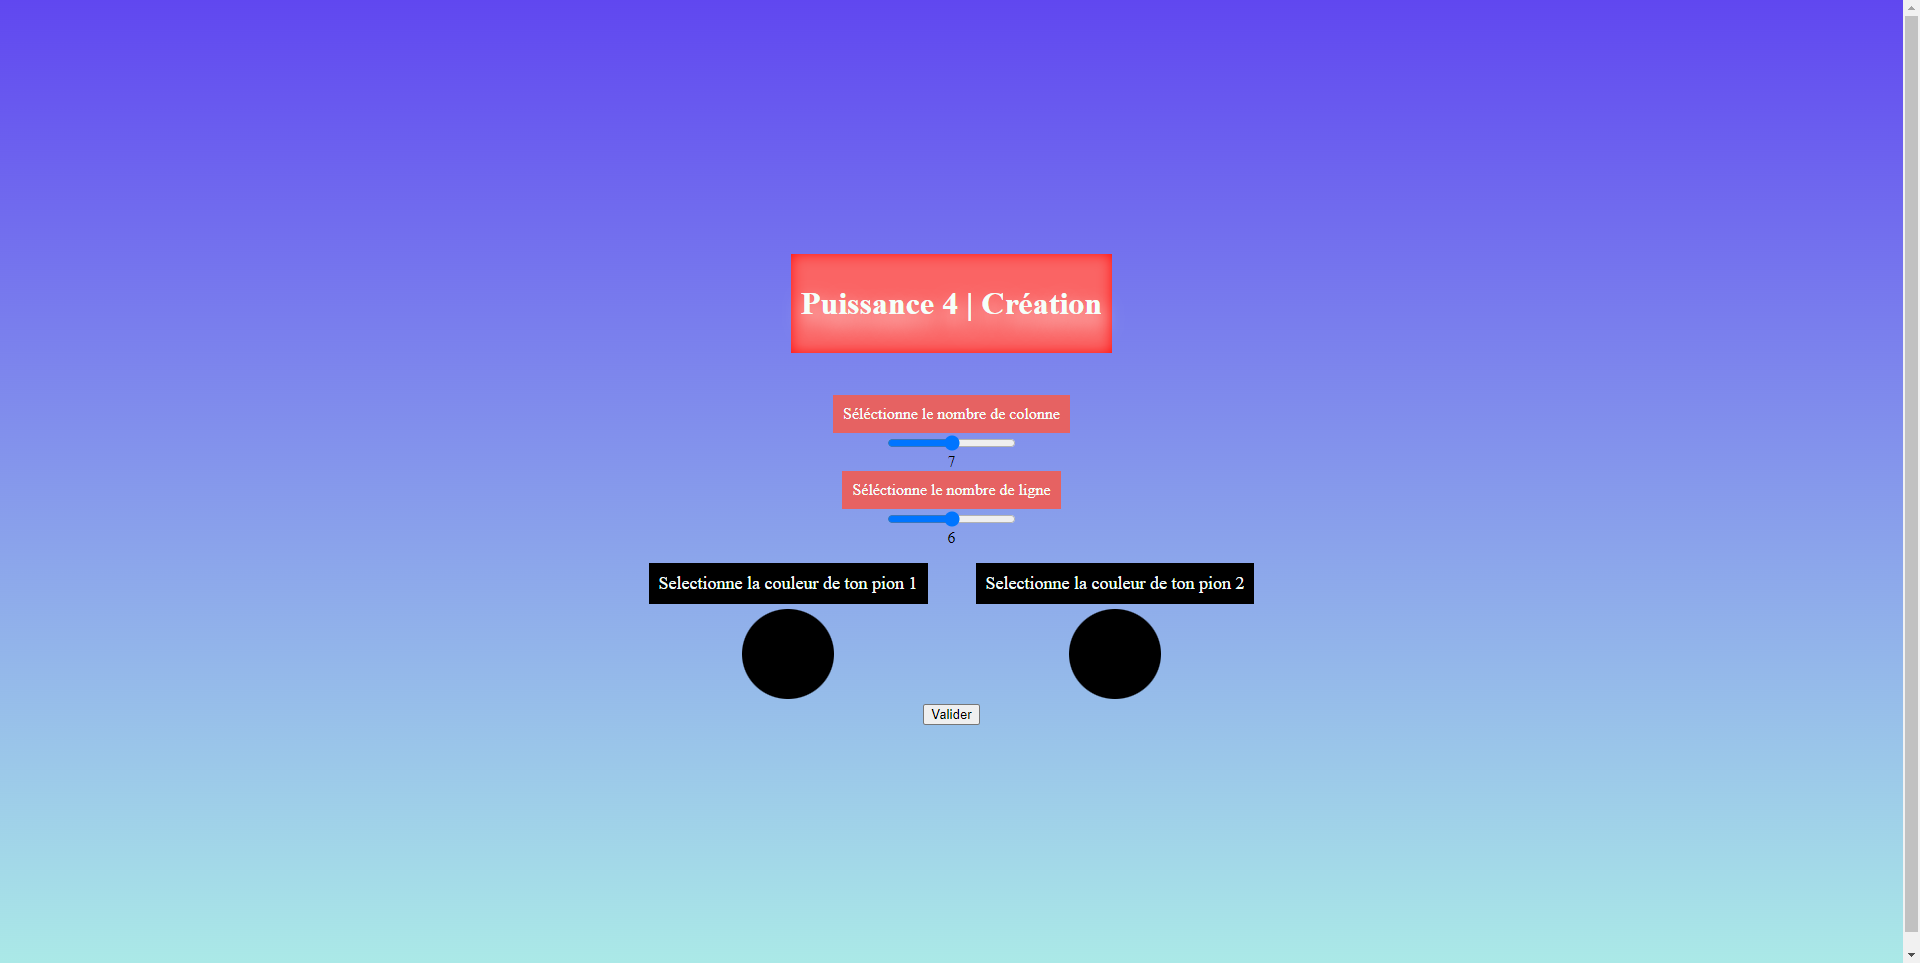 Puissance 4 | Création
Séléctionne le nombre de colonne
7
Séléctionne le nombre de ligne
6
Selectionne la couleur de ton pion 1
Selectionne la couleur de ton pion 2
Valider